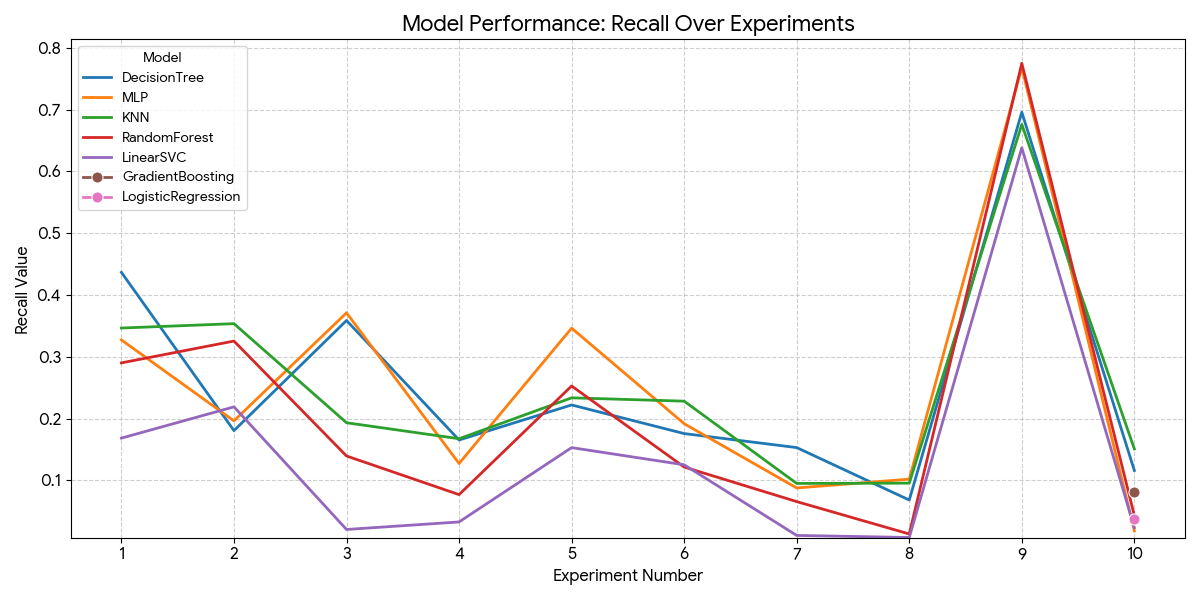 Model Performance: Recall Over Experiments
Model
DecisionTree
MLP
KNN
RandomForest
LinearSVC
GradientBoosting
LogisticRegression
Recall Value
0.8
0.7
0.6
0.5
0.4
0.3
0.2
0.1
1 2 3 4 5 6 7 8 9 10
Experiment Number